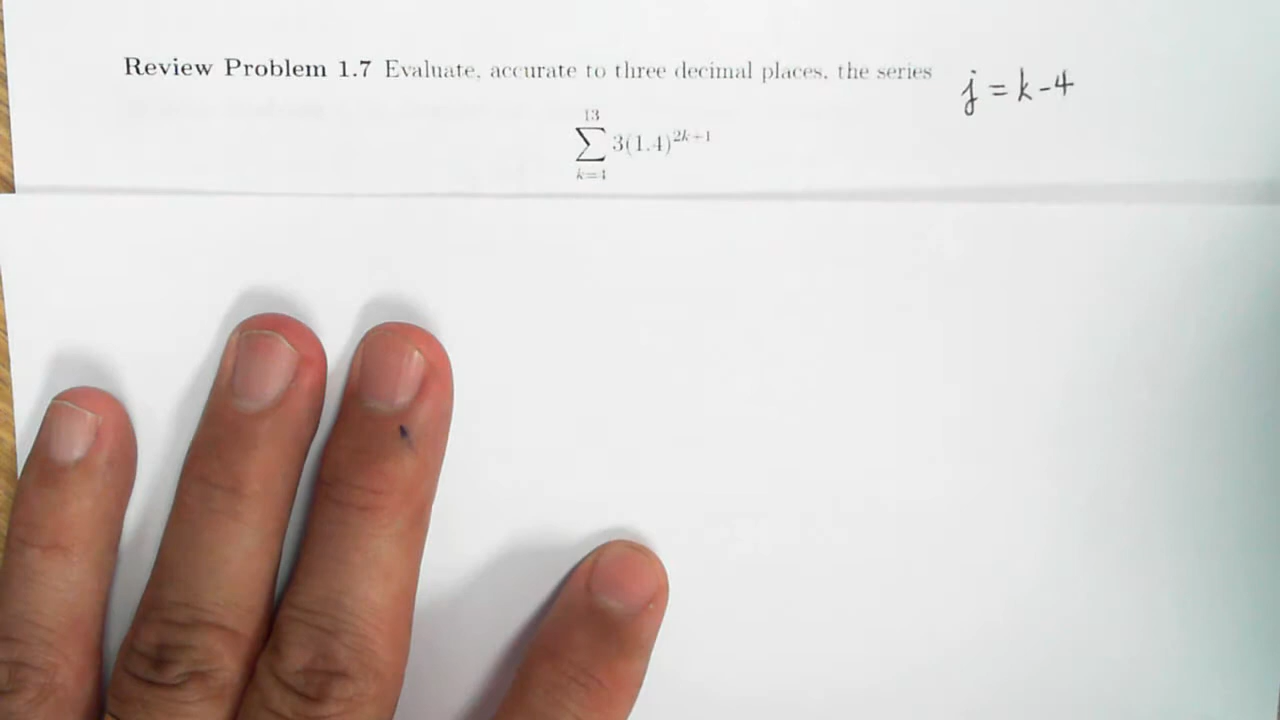 Review Problem 1.7 Evaluate, accurate to three decimal places, the series
j = k-4
13
∑ 3(1.4)^{2k+1}
k=4